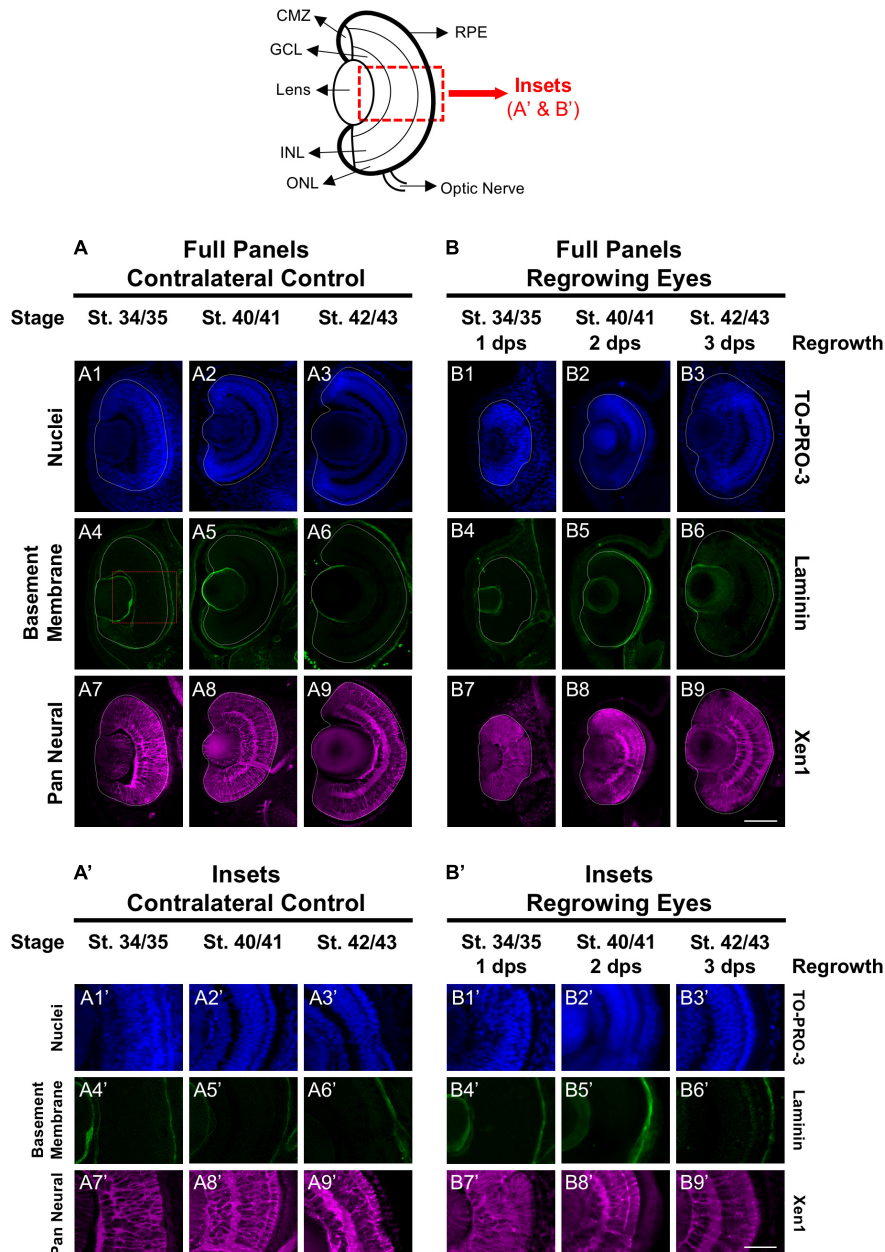 CMZ
RPE
GCL
Lens
Insets
(A' & B')
INL
ONL
Optic Nerve
A
Full Panels
Contralateral Control
B
Full Panels
Regrowing Eyes
Stage
St. 34/35
St. 40/41
St. 42/43
St. 34/35
St. 40/41
St. 42/43
1 dps
2 dps
3 dps
Regrowth
Nuclei
A1
A2
A3
B1
B2
B3
TO-PRO-3
Basement
Membrane
A4
A5
A6
B4
B5
B6
Laminin
Pan Neural
A7
A8
A9
B7
B8
B9
Xen1
A'
Insets
Contralateral Control
B'
Insets
Regrowing Eyes
Stage
St. 34/35
St. 40/41
St. 42/43
St. 34/35
St. 40/41
St. 42/43
1 dps
2 dps
3 dps
Regrowth
Nuclei
A1'
A2'
A3'
B1'
B2'
B3'
TO-PRO-3
Basement
Membrane
A4'
A5'
A6'
B4'
B5'
B6'
Laminin
Pan Neural
A7'
A8'
A9'
B7'
B8'
B9'
Xen1